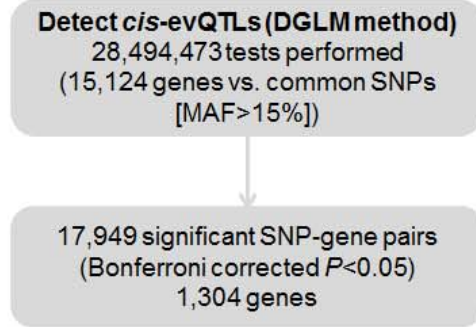 Detect cis-evQTLs (DGLM method)
28,494,473 tests performed
(15,124 genes vs. common SNPs
[MAF>15%])
17,949 significant SNP-gene pairs
(Bonferroni corrected P<0.05)
1,304 genes